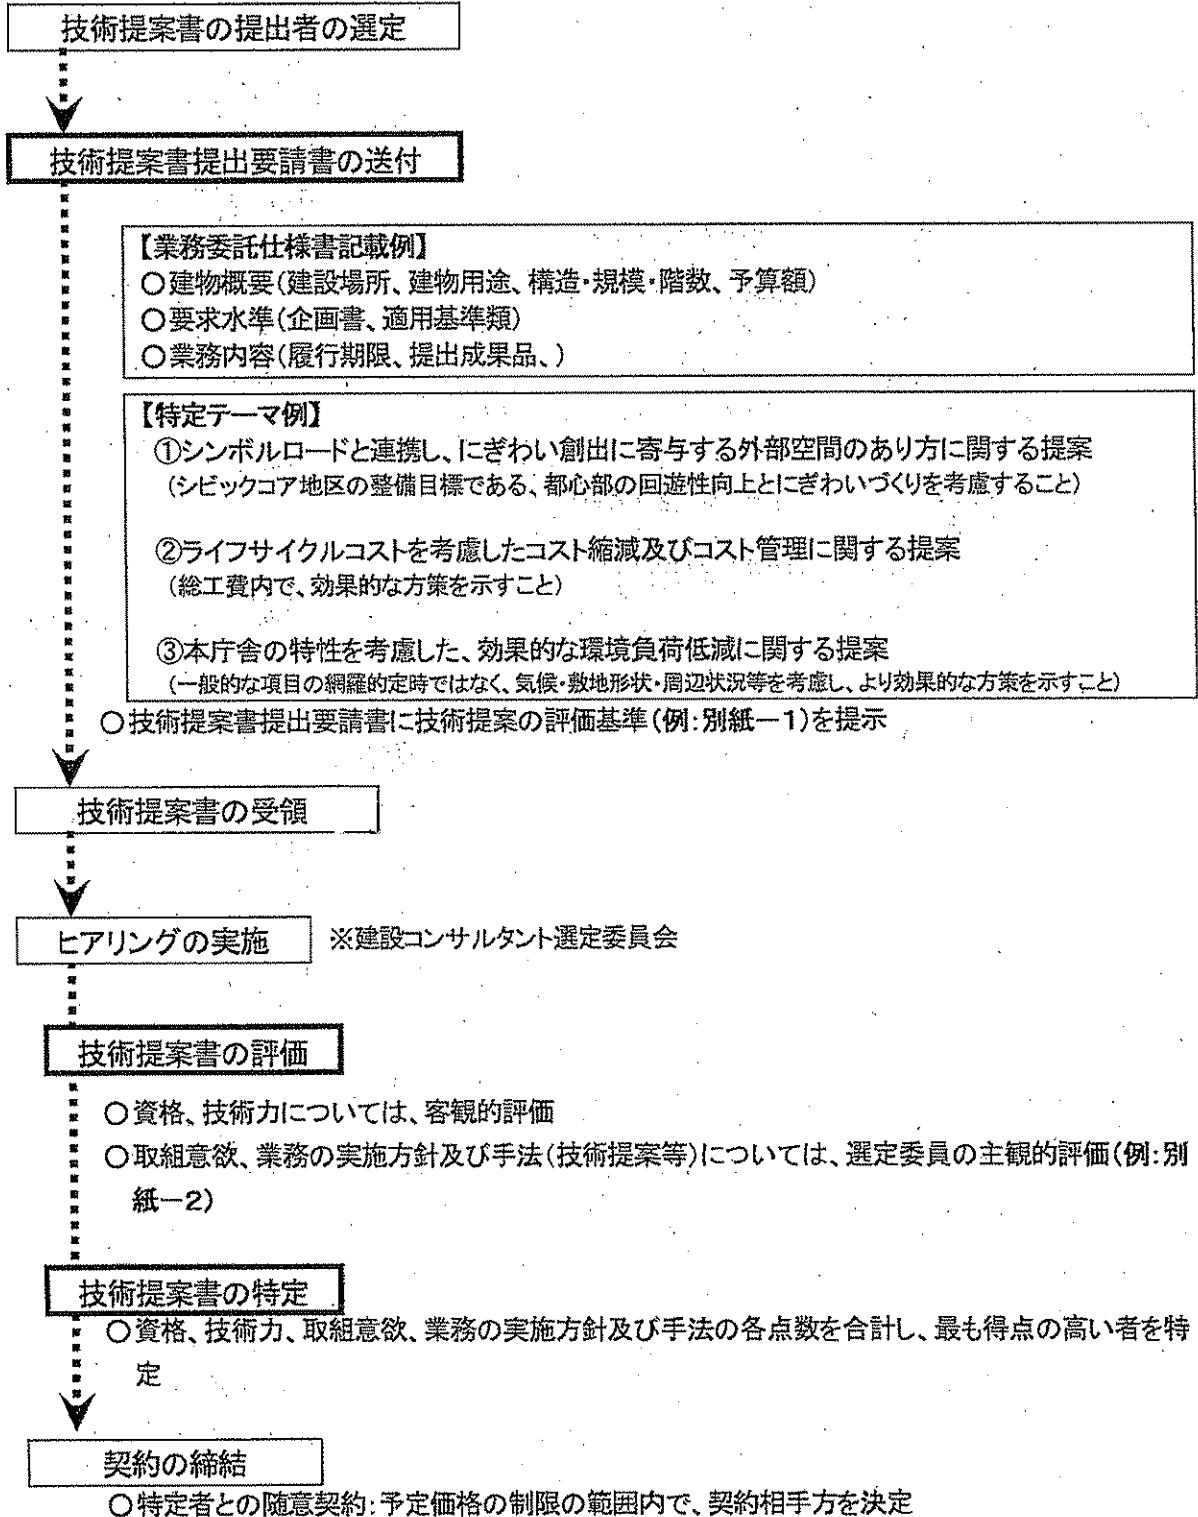 技術提案書の提出者の選定
技術提案書提出要請書の送付
【業務委託仕様書記載例】
○建物概要(建設場所、建物用途、構造・規模・階数、予算額)
○要求水準(企画書、適用基準類)
○業務内容(履行期限、提出成果品、)
【特定テーマ例】
①シンボルロードと連携し、にぎわい創出に寄与する外部空間のあり方に関する提案
(シビックコア地区の整備目標である、都心部の回遊性向上とにぎわいづくりを考慮すること)
②ライフサイクルコストを考慮したコスト縮減及びコスト管理に関する提案
(総工費内で、効果的な方策を示すこと)
③本庁舎の特性を考慮した、効果的な環境負荷低減に関する提案
(一般的な項目の網羅的定時ではなく、気候・敷地形状・周辺状況等を考慮し、より効果的な方策を示すこと)
○技術提案書提出要請書に技術提案の評価基準(例:別紙-1)を提示
技術提案書の受領
ヒアリングの実施 ※建設コンサルタント選定委員会
技術提案書の評価
○資格、技術力については、客観的評価
○取組意欲、業務の実施方針及び手法(技術提案等)については、選定委員の主観的評価(例:別
紙-2)
技術提案書の特定
○資格、技術力、取組意欲、業務の実施方針及び手法の各点数を合計し、最も得点の高い者を特
定
契約の締結
○特定者との随意契約:予定価格の制限の範囲内で、契約相手方を決定